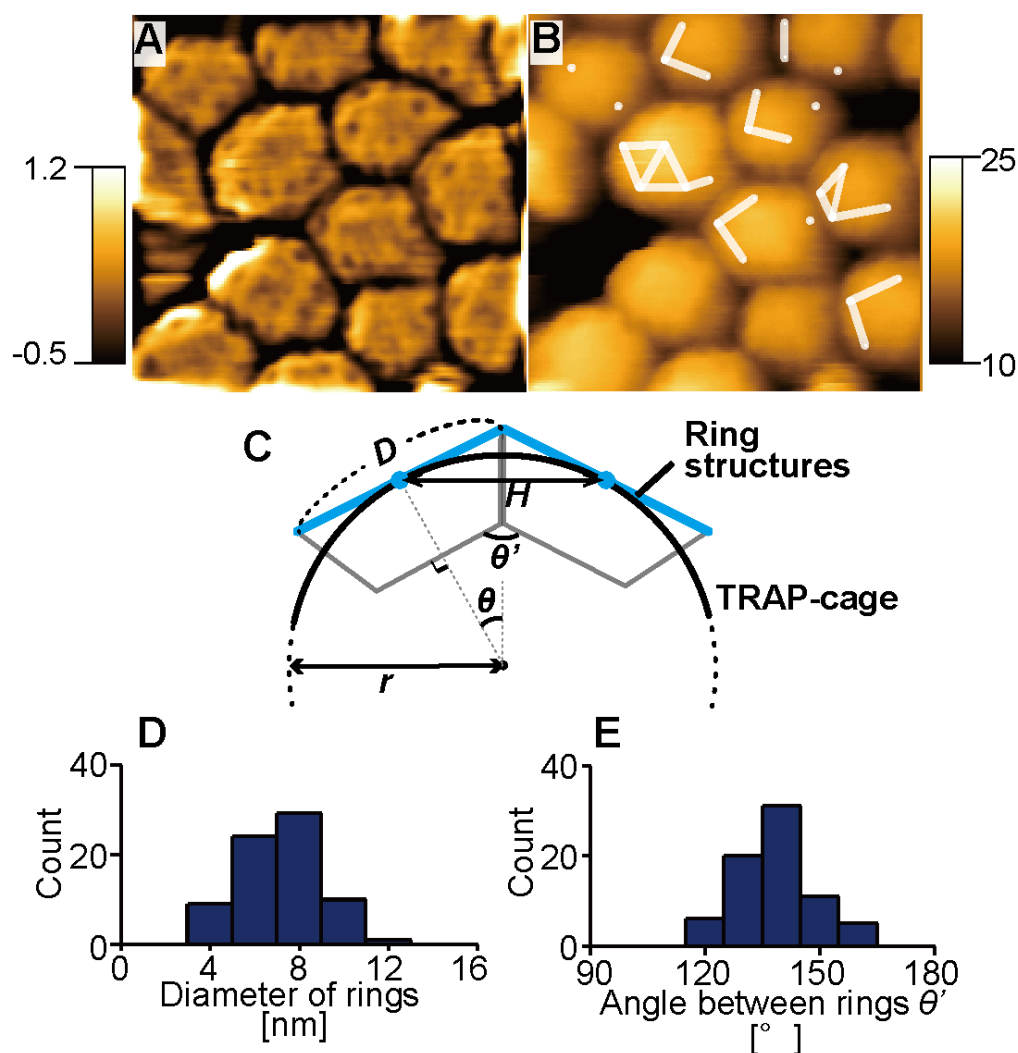 A
B
1.2
-0.5
25
10
C
D
H
Ring
structures
θ'
θ
TRAP-cage
r
D
40
20
0
Count
0 4 8 12 16
Diameter of rings
[nm]
E
40
20
0
Count
90 120 150 180
Angle between rings θ'
[° ]